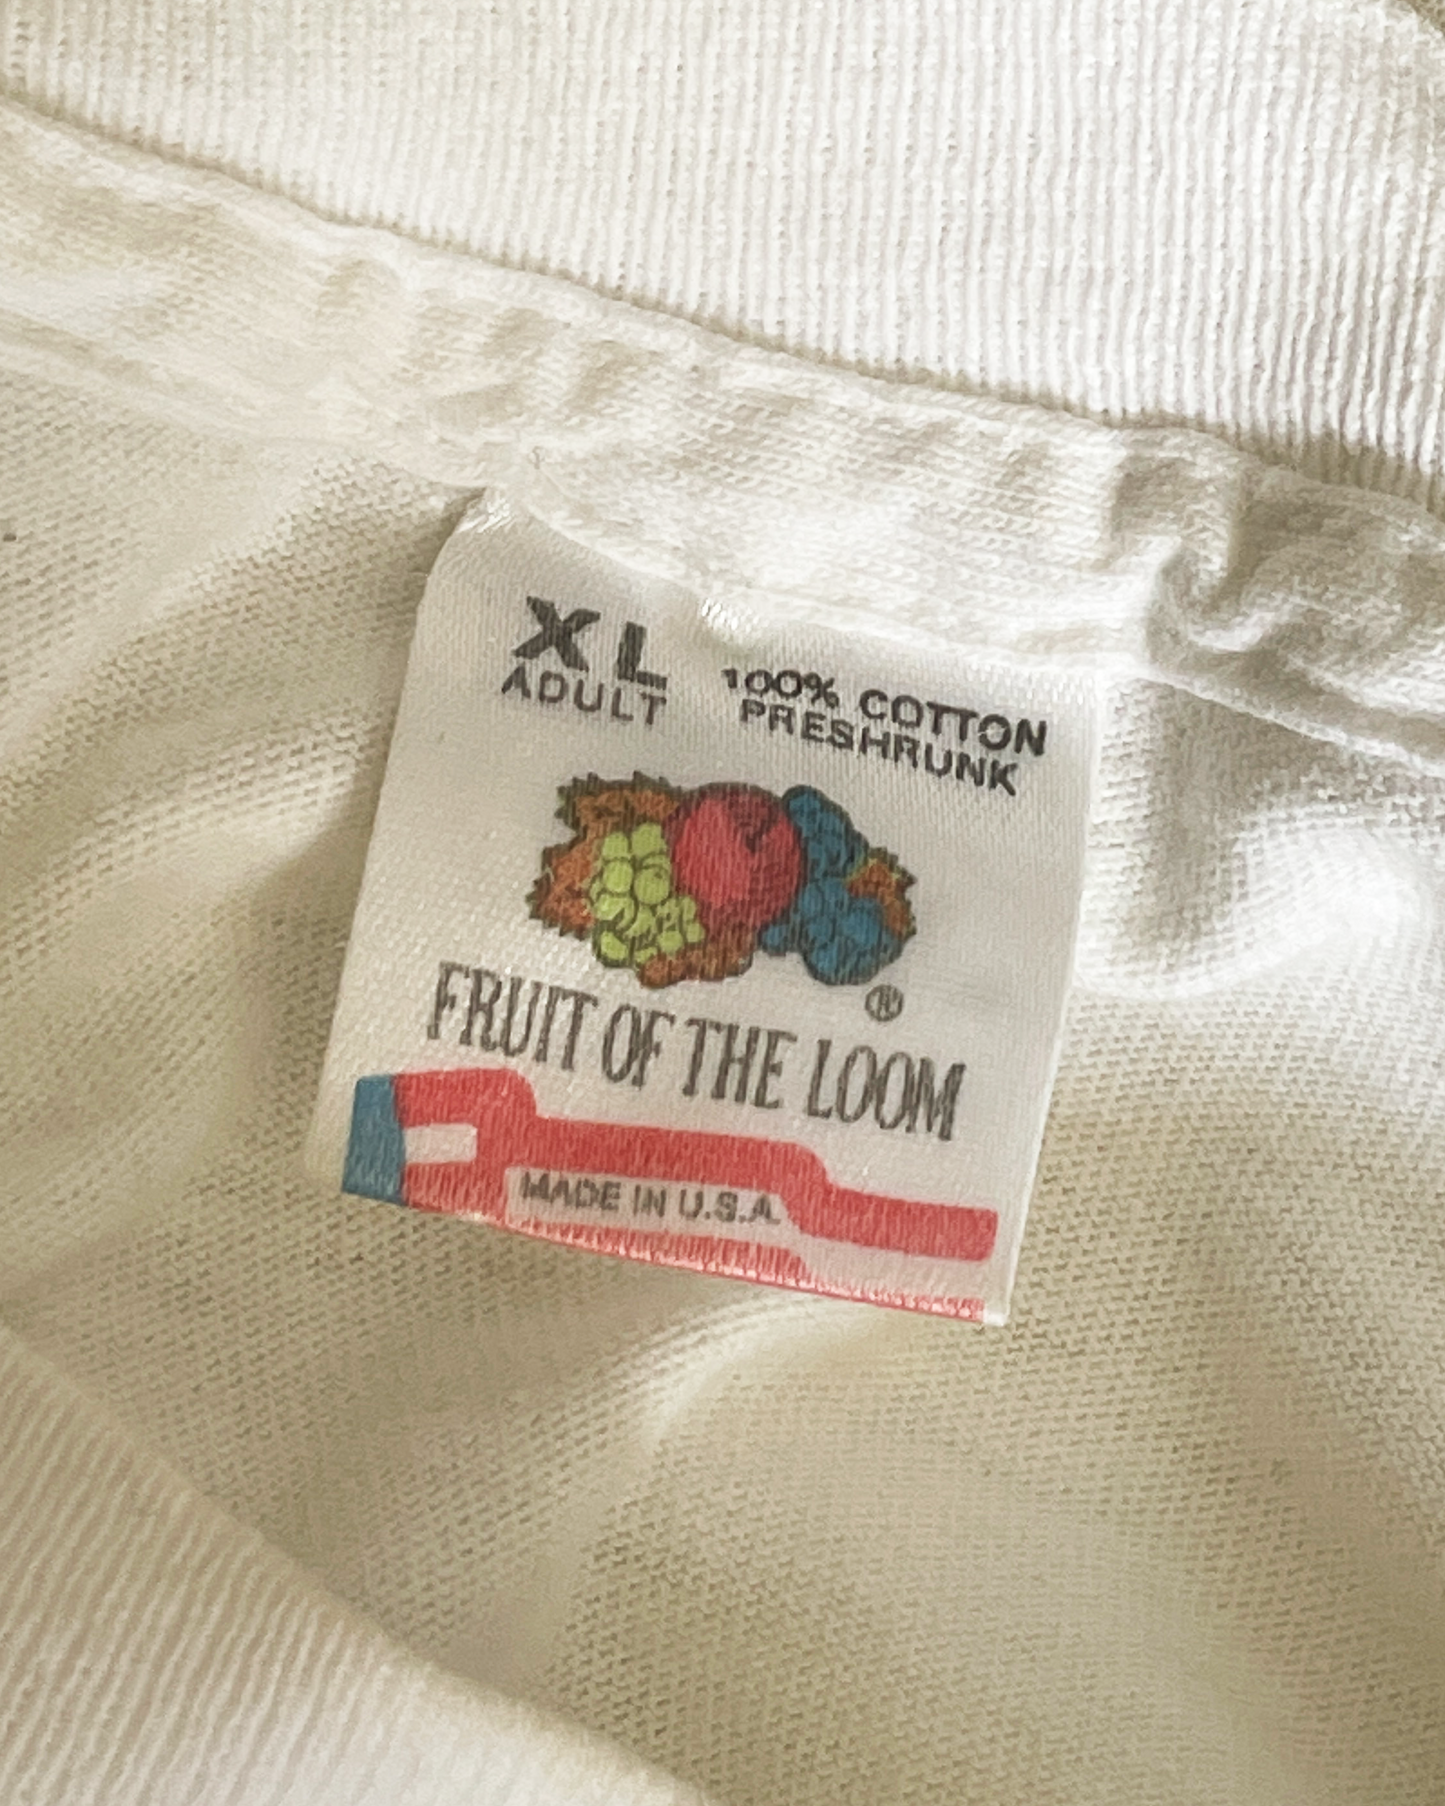 XL
ADULT
100% COTTON
PRESHRUNK
®
FRUIT OF THE LOOM
MADE IN U.S.A.